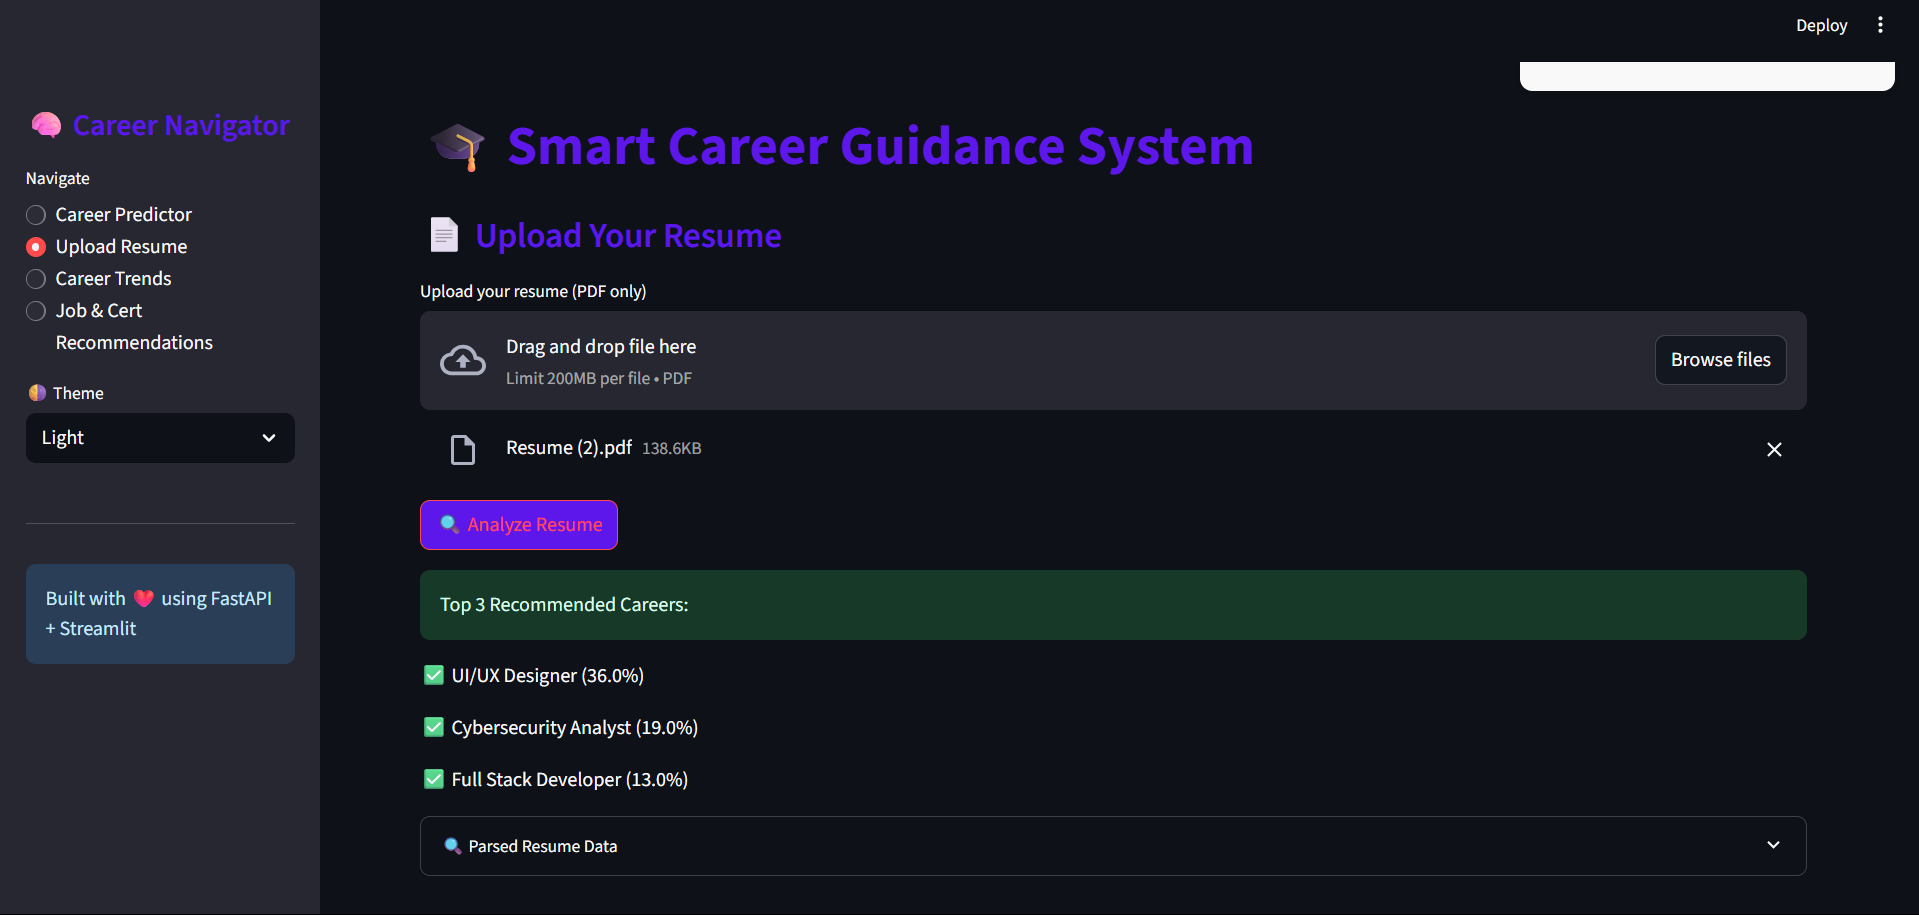 Deploy
Career Navigator
Navigate
Career Predictor
Upload Resume
Career Trends
Job & Cert
Recommendations
Theme
Light
Built with ❤️ using FastAPI
+ Streamlit
Smart Career Guidance System
Upload Your Resume
Upload your resume (PDF only)
Drag and drop file here
Limit 200MB per file • PDF
Browse files
Resume (2).pdf 138.6KB
Analyze Resume
Top 3 Recommended Careers:
UI/UX Designer (36.0%)
Cybersecurity Analyst (19.0%)
Full Stack Developer (13.0%)
Parsed Resume Data